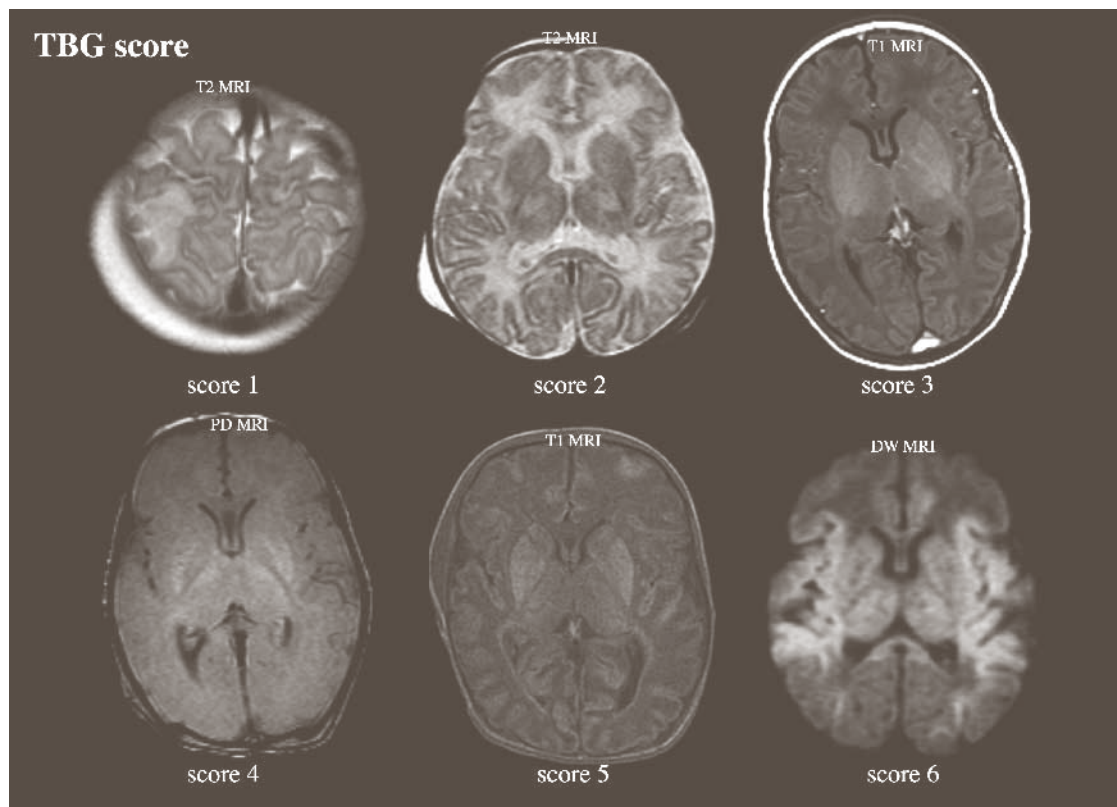 TBG score
T2 MRI
T2 MRI
T1 MRI
score 1
score 2
score 3
PD MRI
T1 MRI
DW MRI
score 4
score 5
score 6